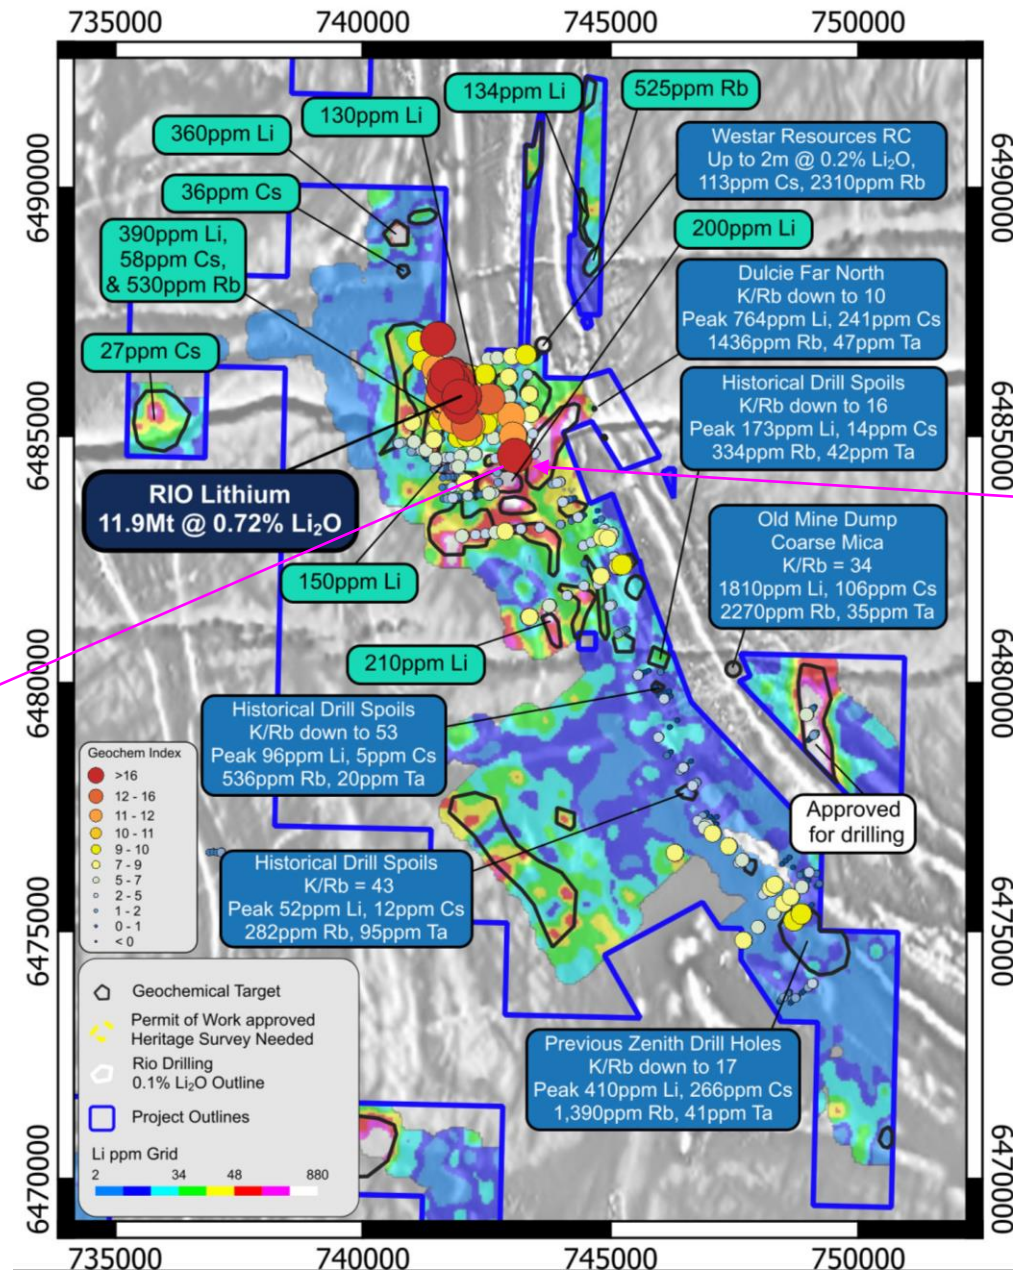 735000
740000
745000
750000
6490000
6485000
6480000
6475000
6470000
6490000
6485000
6480000
6475000
6470000
130ppm Li
134ppm Li
525ppm Rb
360ppm Li
36ppm Cs
390ppm Li,
58ppm Cs,
& 530ppm Rb
27ppm Cs
Westar Resources RC
Up to 2m @ 0.2% Li₂O,
113ppm Cs, 2310ppm Rb
200ppm Li
Dulcie Far North
K/Rb down to 10
Peak 764ppm Li, 241ppm Cs
1436ppm Rb, 47ppm Ta
Historical Drill Spoils
K/Rb down to 16
Peak 173ppm Li, 14ppm Cs
334ppm Rb, 42ppm Ta
RIO Lithium
11.9Mt @ 0.72% Li₂O
150ppm Li
Old Mine Dump
Coarse Mica
K/Rb = 34
1810ppm Li, 106ppm Cs
2270ppm Rb, 35ppm Ta
210ppm Li
Historical Drill Spoils
K/Rb down to 53
Peak 96ppm Li, 5ppm Cs
536ppm Rb, 20ppm Ta
Approved
for drilling
Historical Drill Spoils
K/Rb = 43
Peak 52ppm Li, 12ppm Cs
282ppm Rb, 95ppm Ta
Previous Zenith Drill Holes
K/Rb down to 17
Peak 410ppm Li, 266ppm Cs
1,390ppm Rb, 41ppm Ta
Geochem Index
>16
12 - 16
11 - 12
10 - 11
9 - 10
7 - 9
5 - 7
2 - 5
1 - 2
0 - 1
< 0
Geochemical Target
Permit of Work approved
Heritage Survey Needed
Rio Drilling
0.1% Li₂O Outline
Project Outlines
Li ppm Grid
2 34 48 880
735000
740000
745000
750000